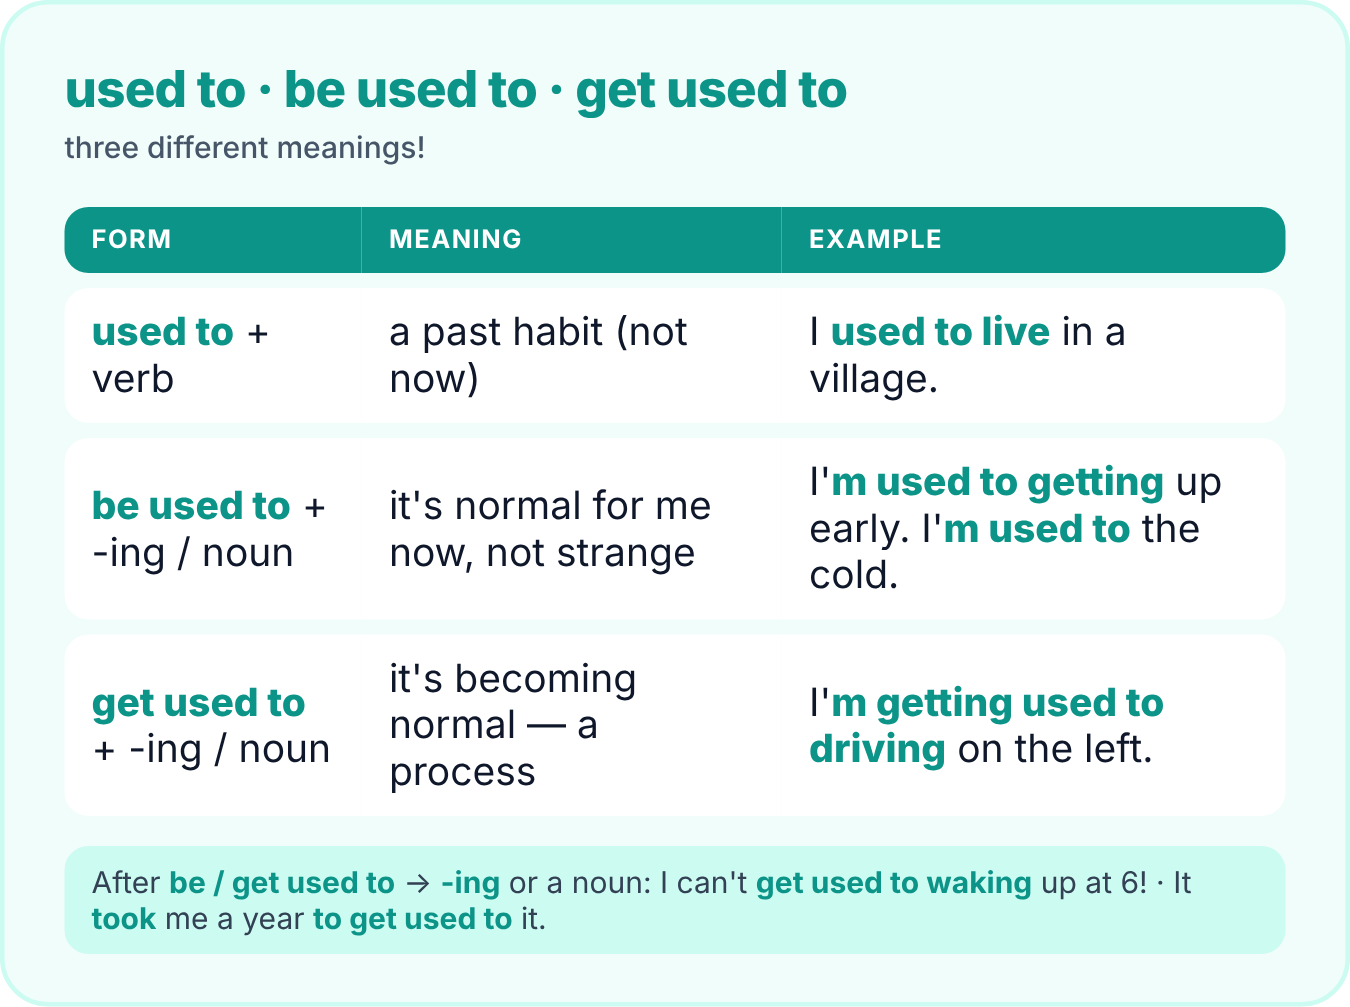 used to · be used to · get used to
three different meanings!
FORM
MEANING
EXAMPLE
used to +
verb
a past habit (not
now)
I used to live in a
village.
be used to +
-ing / noun
it's normal for me
now, not strange
I'm used to getting up
early. I'm used to the
cold.
get used to
+ -ing / noun
it's becoming
normal — a
process
I'm getting used to
driving on the left.
After be / get used to → -ing or a noun: I can't get used to waking up at 6! · It
took me a year to get used to it.